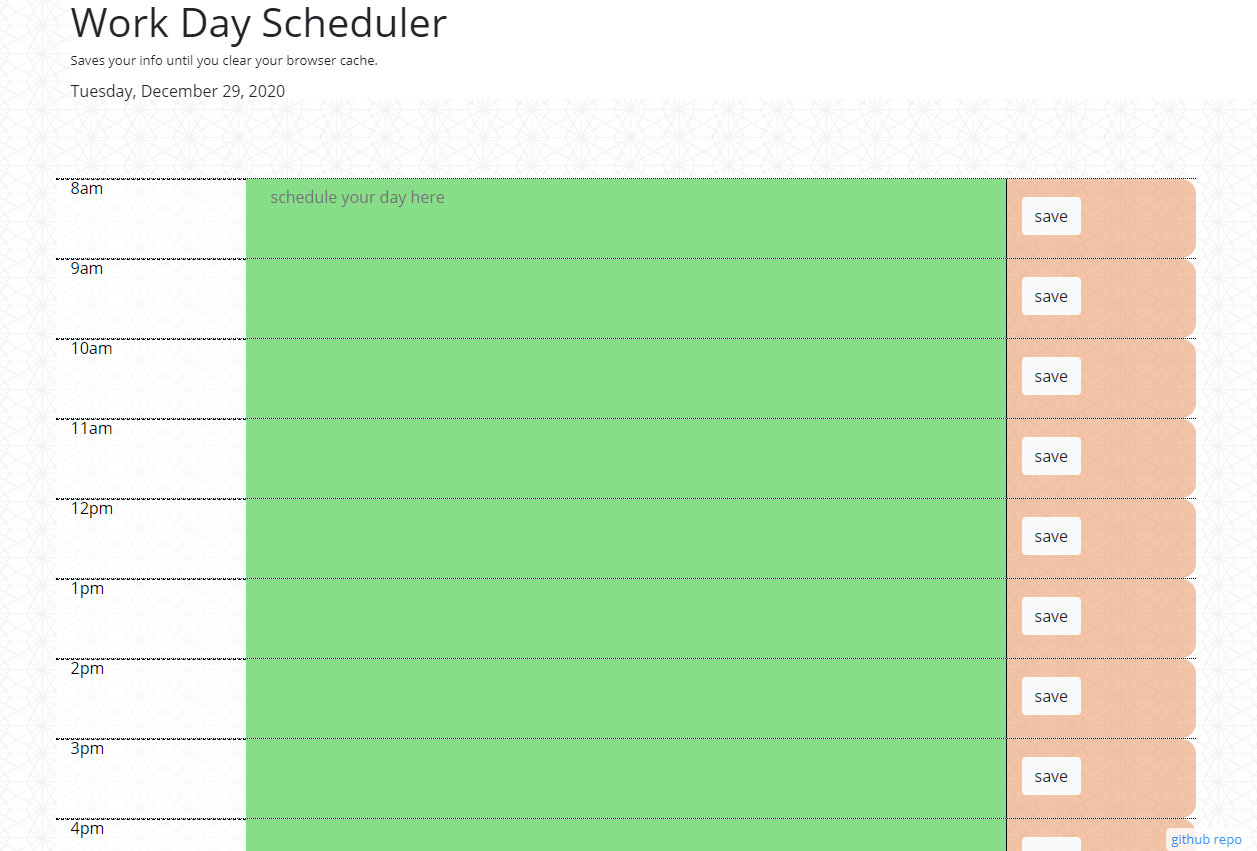 Work Day Scheduler
Saves your info until you clear your browser cache.
Tuesday, December 29, 2020
8am
schedule your day here
save
9am
save
10am
save
11am
save
12pm
save
1pm
save
2pm
save
3pm
save
4pm
github repo